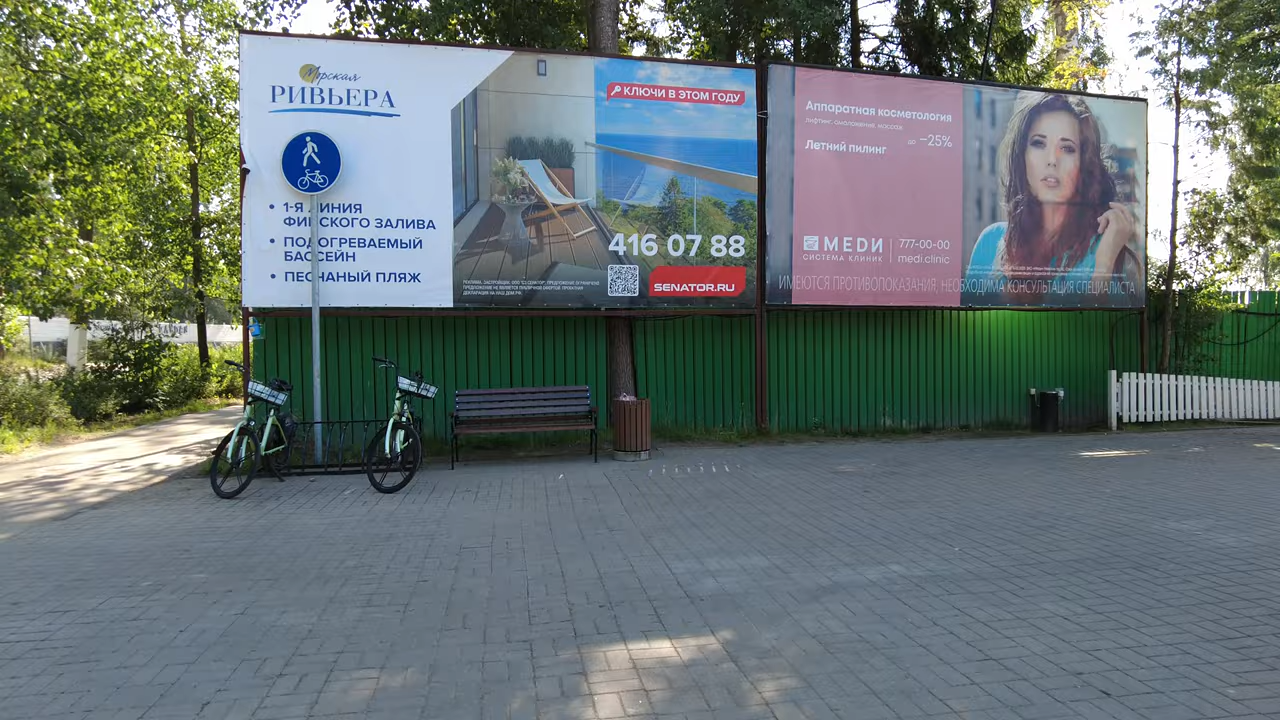 Морская
РИВЬЕРА
• 1-Я ЛИНИЯ
ФИНСКОГО ЗАЛИВА
• ПОДОГРЕВАЕМЫЙ
БАССЕЙН
• ПЕСЧАНЫЙ ПЛЯЖ
КЛЮЧИ В ЭТОМ ГОДУ
416 07 88
SENATOR.RU
Аппаратная косметология
лифтинг, омоложение, массаж
до −25%
Летний пилинг
MEDИ
СИСТЕМА КЛИНИК
777-00-00
medi.clinic
ИМЕЮТСЯ ПРОТИВОПОКАЗАНИЯ, НЕОБХОДИМА КОНСУЛЬТАЦИЯ СПЕЦИАЛИСТА